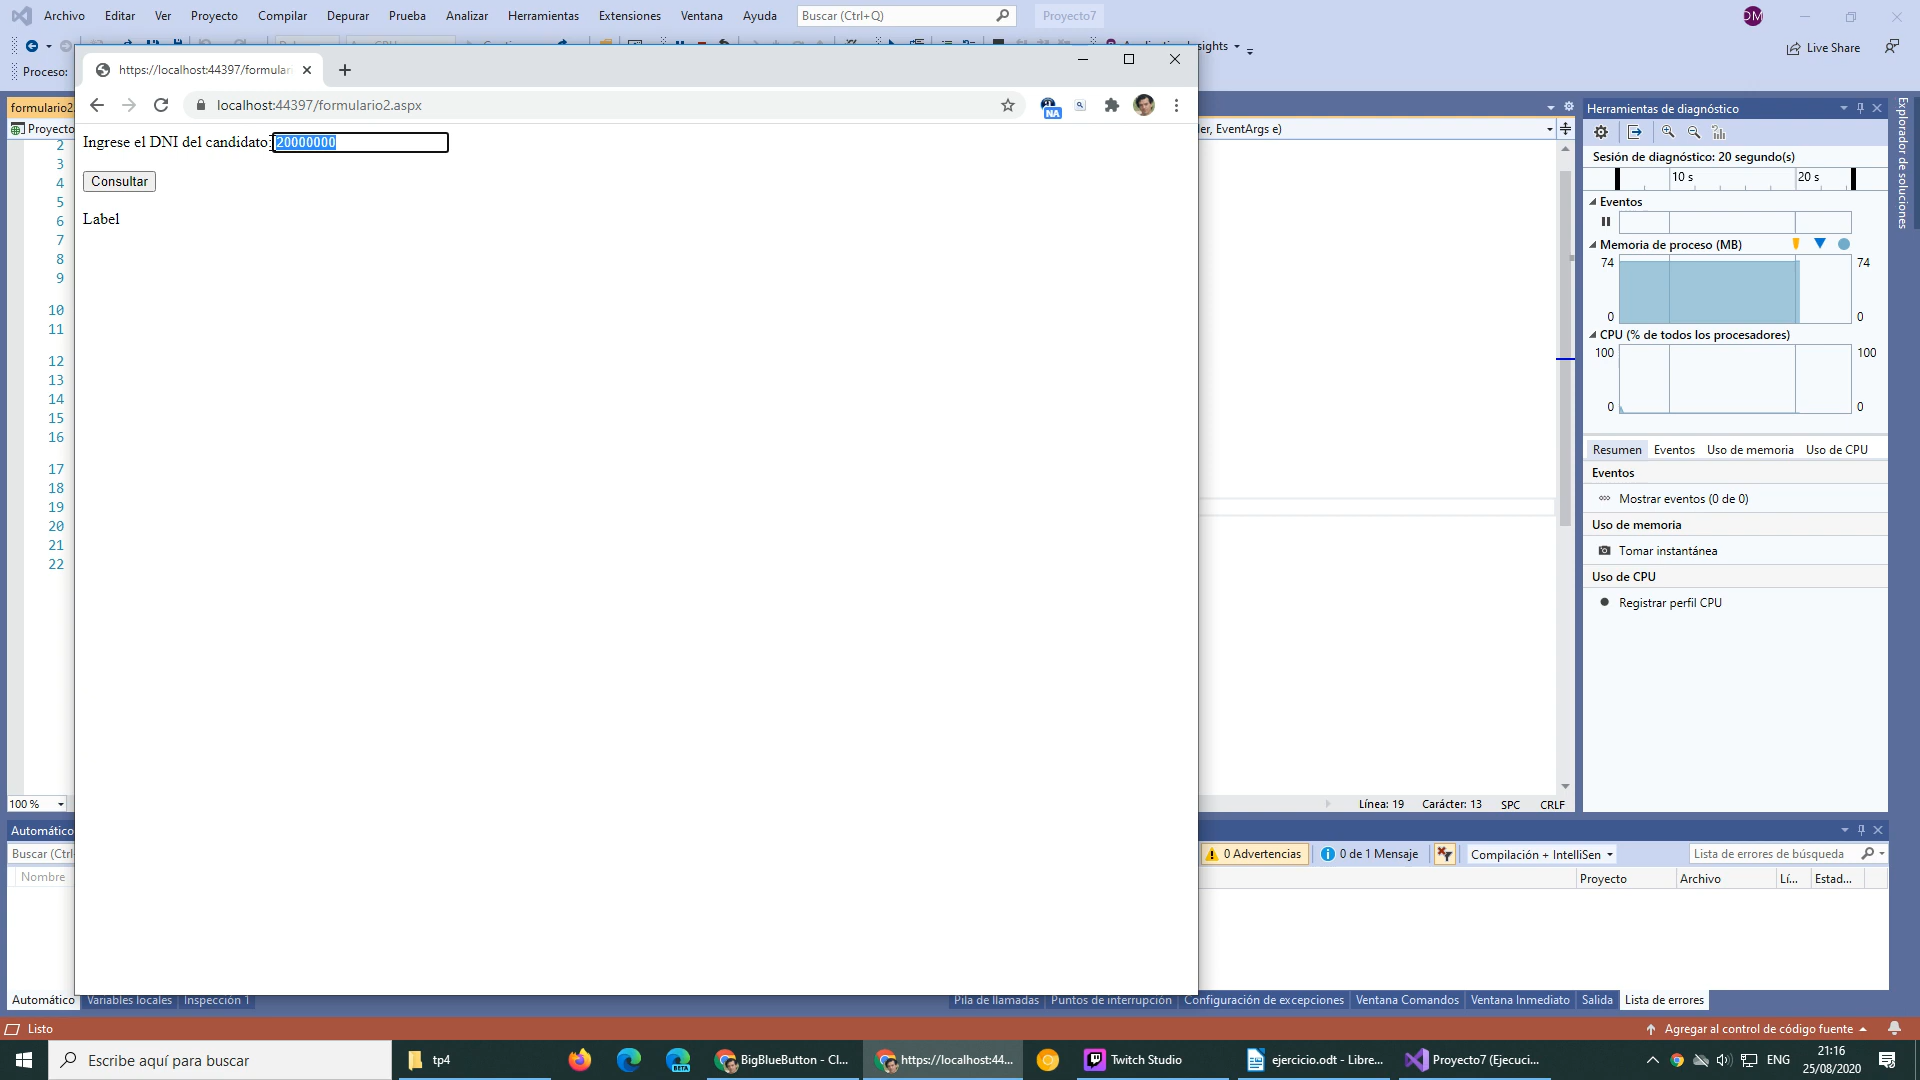 Archivo Editar Ver Proyecto Compilar Depurar Prueba Analizar Herramientas Extensiones Ventana Ayuda Buscar (Ctrl+Q) Proyecto7
DM
Live Share
Proceso:
https://localhost:44397/formular
localhost:44397/formulario2.aspx
NA
formulario2
Proyecto
ler, EventArgs e)
Ingrese el DNI del candidato: 20000000
Consultar
Label
2
3
4
5
6
7
8
9
10
11
12
13
14
15
16
17
18
19
20
21
22
100 %
Línea: 19 Carácter: 13 SPC CRLF
Herramientas de diagnóstico
Sesión de diagnóstico: 20 segundo(s)
10 s 20 s
Eventos
Memoria de proceso (MB)
74 74
0 0
CPU (% de todos los procesadores)
100 100
0 0
Resumen Eventos Uso de memoria Uso de CPU
Eventos
Mostrar eventos (0 de 0)
Uso de memoria
Tomar instantánea
Uso de CPU
Registrar perfil CPU
Explorador de soluciones
Automático
Buscar (Ctrl
Nombre
0 Advertencias 0 de 1 Mensaje Compilación + IntelliSen Lista de errores de búsqueda
Proyecto Archivo Lí... Estad...
Automático Variables locales Inspección 1
Pila de llamadas Puntos de interrupción Configuración de excepciones Ventana Comandos Ventana Inmediato Salida Lista de errores
Listo
Agregar al control de código fuente
Escribe aquí para buscar
tp4
BETA
BigBlueButton - Cl...
https://localhost:44...
Twitch Studio
ejercicio.odt - Libre...
Proyecto7 (Ejecuci...
ENG
21:16
25/08/2020